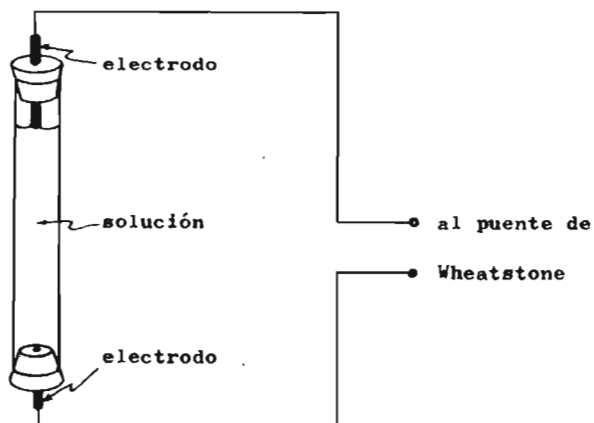 electrodo
solución
al puente de
Wheatstone
electrodo